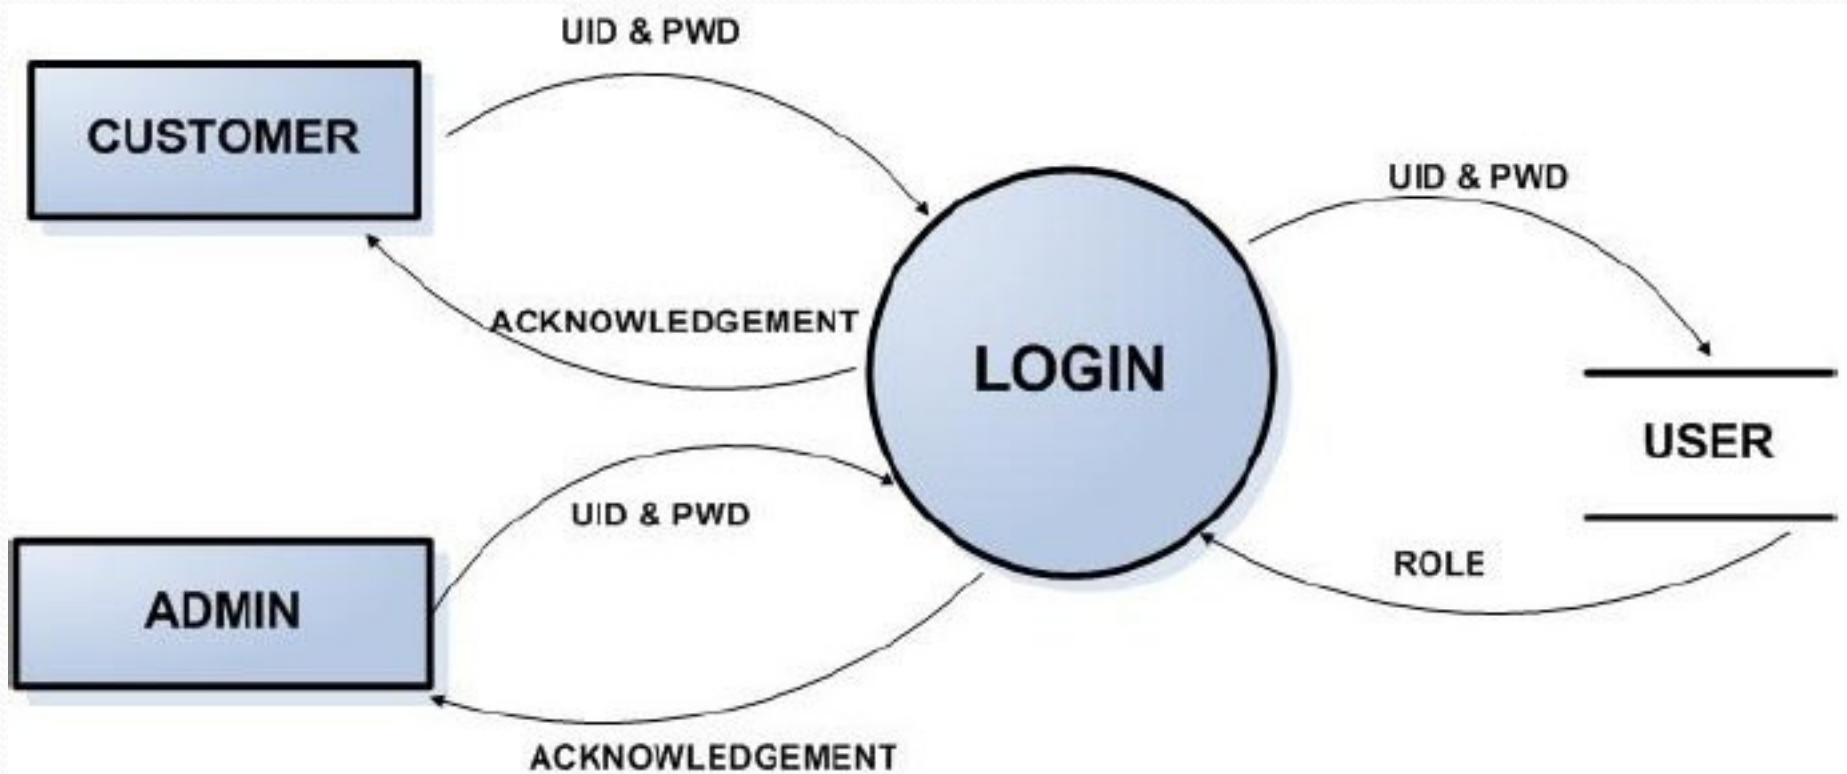 UID & PWD
CUSTOMER
UID & PWD
ACKNOWLEDGEMENT
LOGIN
USER
UID & PWD
ROLE
ADMIN
ACKNOWLEDGEMENT